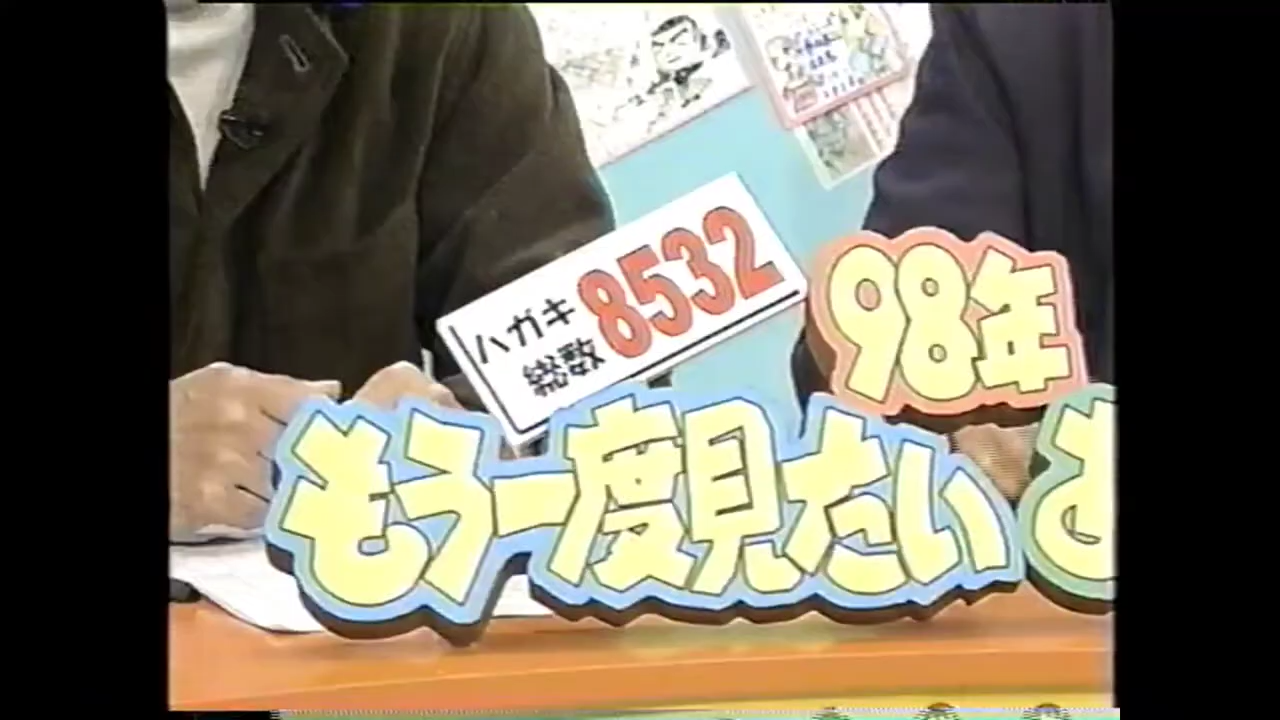 ハガキ
総数
8532
98年
もう一度見たい